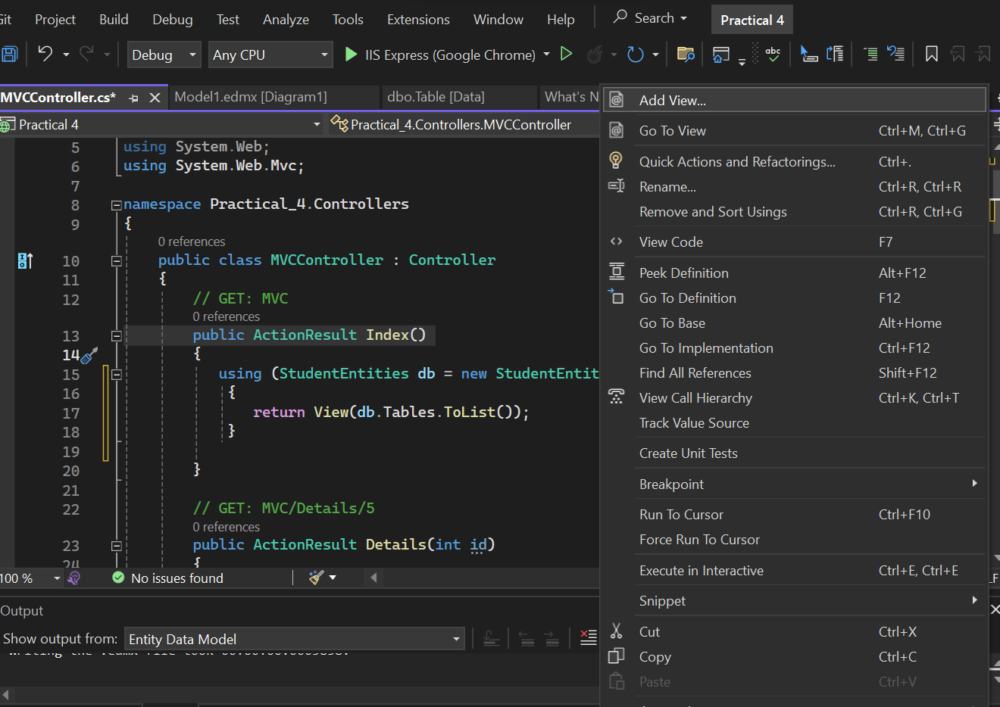 Project Build Debug Test Analyze Tools Extensions Window Help Search Practical 4
Debug Any CPU IIS Express (Google Chrome) abc
MVCController.cs* Model1.edmx [Diagram1] dbo.Table [Data] What's N
Practical 4 Practical_4.Controllers.MVCController
5 using System.Web;
6 using System.Web.Mvc;
7
8 namespace Practical_4.Controllers
9 {
0 references
10 public class MVCController : Controller
11 {
12 // GET: MVC
0 references
13 public ActionResult Index()
14 {
15 using (StudentEntities db = new StudentEntit
16 {
17 return View(db.Tables.ToList());
18 }
19
20 }
21
22 // GET: MVC/Details/5
0 references
23 public ActionResult Details(int id)
24 {
100 % No issues found
Output
Show output from: Entity Data Model
Add View...
Go To View Ctrl+M, Ctrl+G
Quick Actions and Refactorings... Ctrl+.
Rename... Ctrl+R, Ctrl+R
Remove and Sort Usings Ctrl+R, Ctrl+G
View Code F7
Peek Definition Alt+F12
Go To Definition F12
Go To Base Alt+Home
Go To Implementation Ctrl+F12
Find All References Shift+F12
View Call Hierarchy Ctrl+K, Ctrl+T
Track Value Source
Create Unit Tests
Breakpoint
Run To Cursor Ctrl+F10
Force Run To Cursor
Execute in Interactive Ctrl+E, Ctrl+E
Snippet
Cut Ctrl+X
Copy Ctrl+C
Paste Ctrl+V